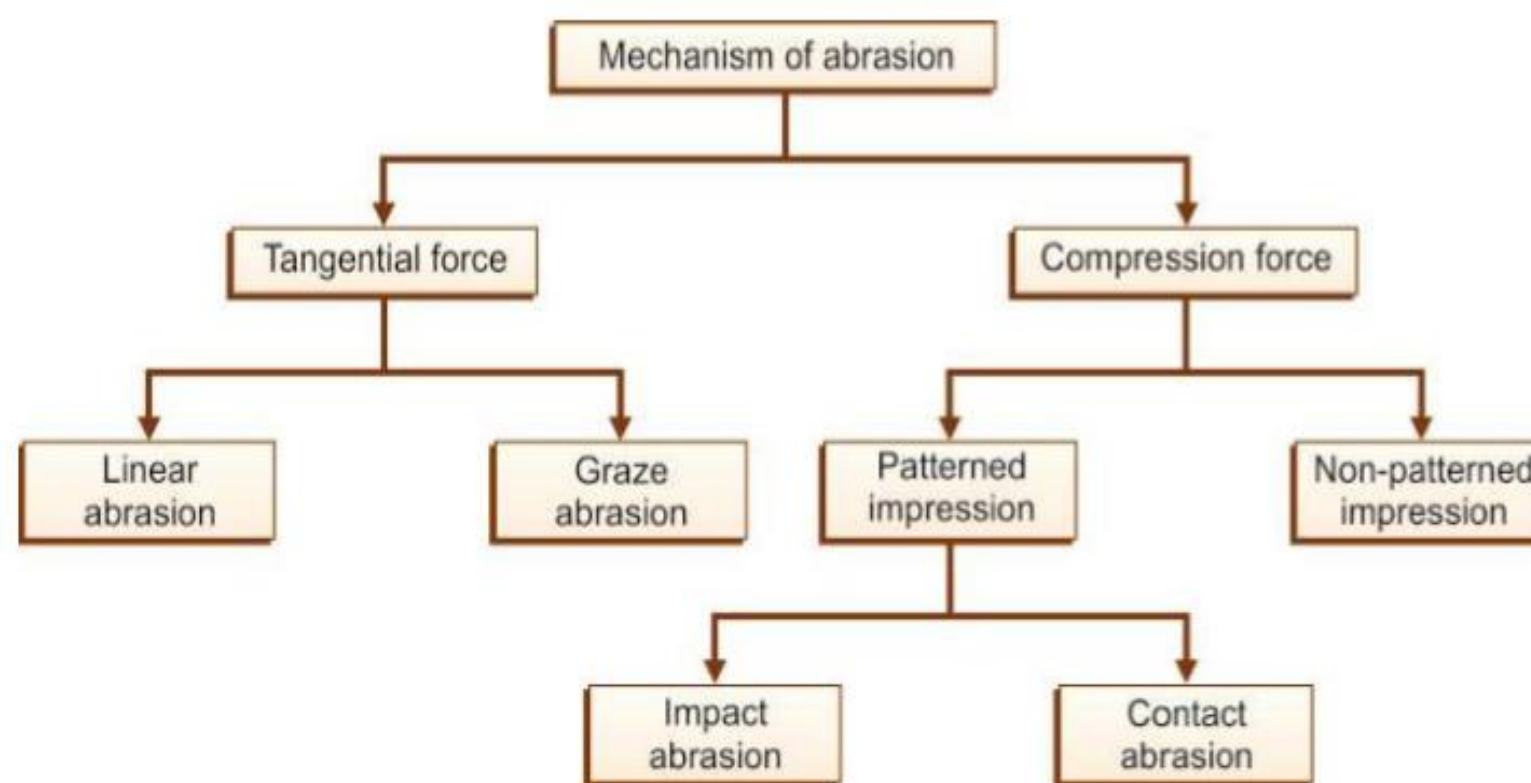 Mechanism of abrasion
Tangential force
Compression force
Linear
abrasion
Graze
abrasion
Patterned
impression
Non-patterned
impression
Impact
abrasion
Contact
abrasion